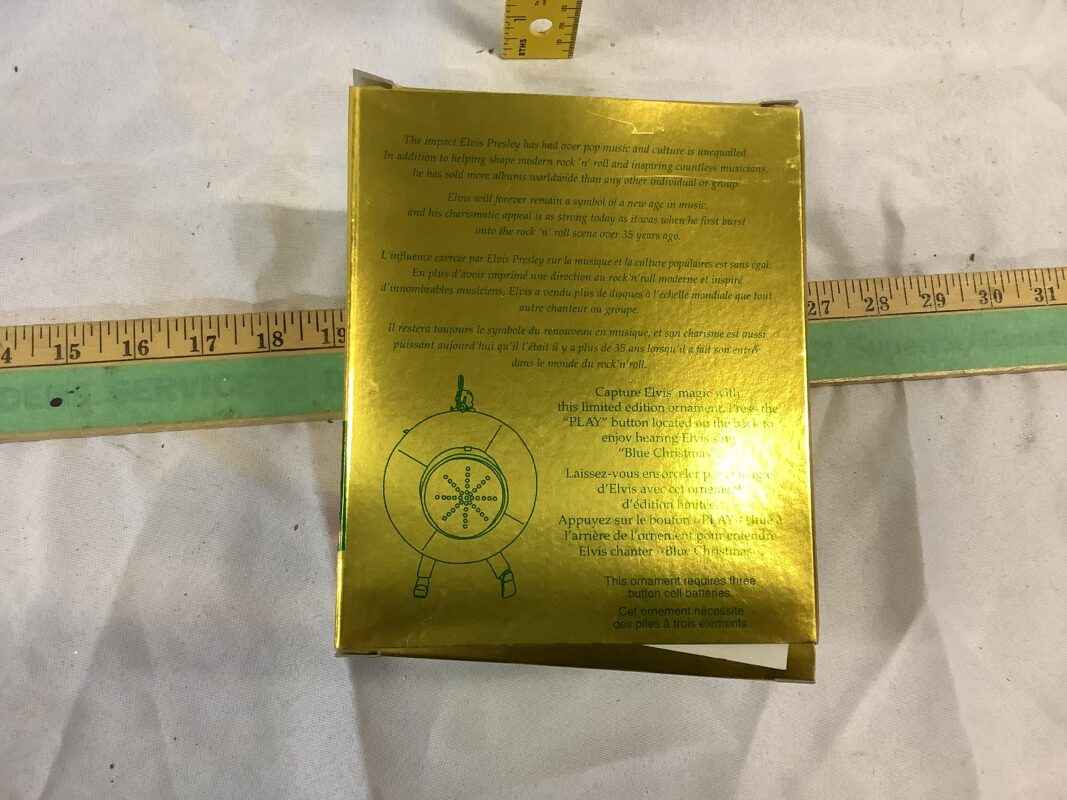 8THS
The impact Elvis Presley has had over pop music and culture is unequalled.
In addition to helping shape modern rock 'n' roll and inspiring countless musicians,
he has sold more albums worldwide than any other individual or group.
Elvis will forever remain a symbol of a new age in music,
and his charismatic appeal is as strong today as it was when he first burst
onto the rock 'n' roll scene over 35 years ago.
L'influence exercée par Elvis Presley sur la musique et la culture populaires est sans égal.
En plus d'avoir imprimé une direction au rock'n'roll moderne et inspiré
d'innombrables musiciens, Elvis a vendu plus de disques à l'échelle mondiale que tout
autre chanteur ou groupe.
Il restera toujours le symbole du renouveau en musique, et son charisme est aussi
puissant aujourd'hui qu'il l'était il y a plus de 35 ans lorsqu'il a fait son entrée
dans le monde du rock'n'roll.
4 15 16 17 18 19
27 28 29 30 31
Capture Elvis' magic with
this limited edition ornament. Press the
"PLAY" button located on the back to
enjoy hearing Elvis sing
"Blue Christmas
Laissez-vous ensorceler
d'Elvis avec cet ornement
d'édition limitée
Appuyez sur le bouton «PLAY» situé à
l'arrière de l'ornement pour entendre
Elvis chanter «Blue Christmas
This ornament requires three
button cell batteries.
Cet ornement nécessite
des piles à trois éléments